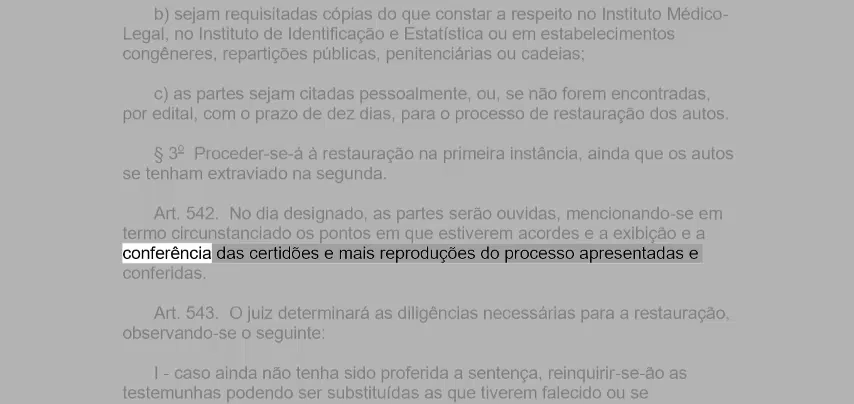 b) sejam requisitadas cópias do que constar a respeito no Instituto Médico-
Legal, no Instituto de Identificação e Estatística ou em estabelecimentos
congêneres, repartições públicas, penitenciárias ou cadeias;
c) as partes sejam citadas pessoalmente, ou, se não forem encontradas,
por edital, com o prazo de dez dias, para o processo de restauração dos autos.
§ 3º Proceder-se-á à restauração na primeira instância, ainda que os autos
se tenham extraviado na segunda.
Art. 542. No dia designado, as partes serão ouvidas, mencionando-se em
termo circunstanciado os pontos em que estiverem acordes e a exibição e a
conferência das certidões e mais reproduções do processo apresentadas e
conferidas.
Art. 543. O juiz determinará as diligências necessárias para a restauração,
observando-se o seguinte:
I - caso ainda não tenha sido proferida a sentença, reinquirir-se-ão as
testemunhas podendo ser substituídas as que tiverem falecido ou se